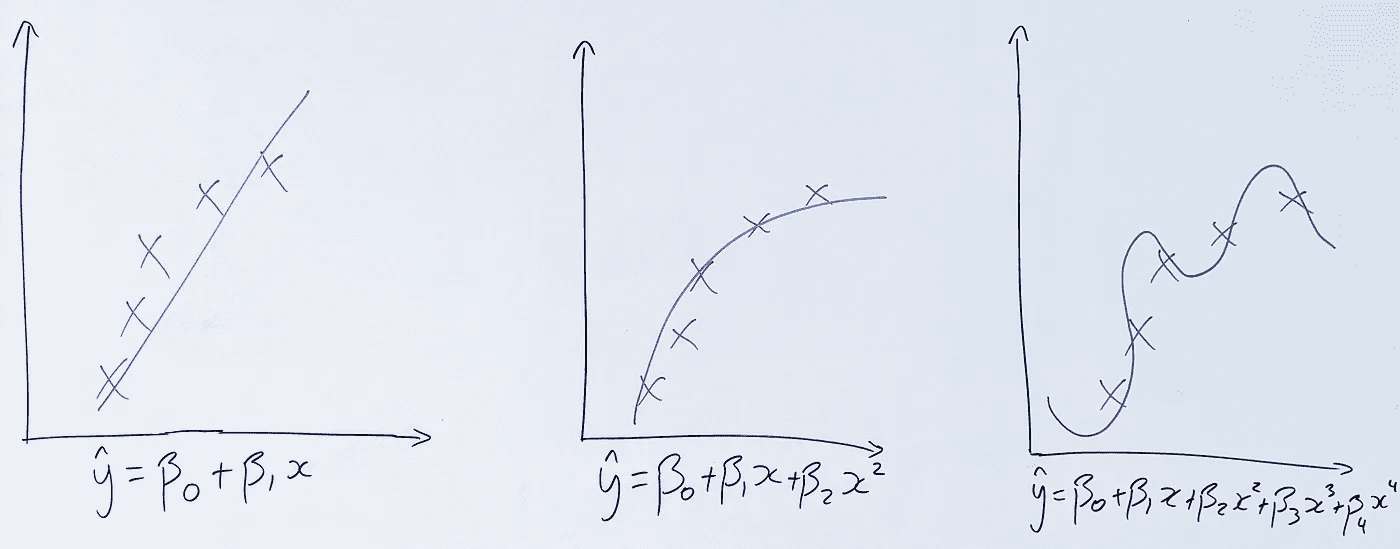 ŷ = β₀ + β₁x
ŷ = β₀ + β₁x + β₂x²
ŷ = β₀ + β₁x + β₂x² + β₃x³ + β₄x⁴